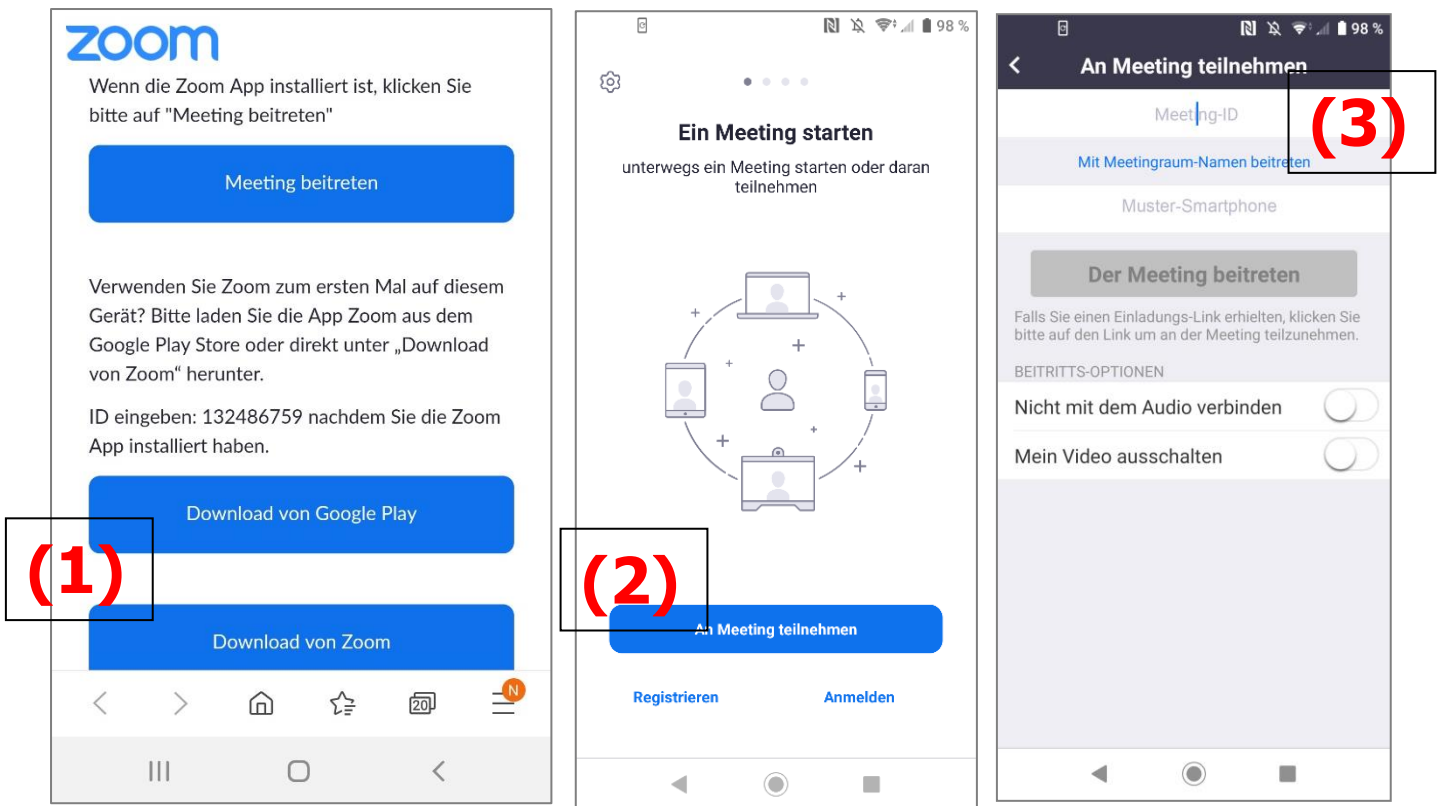 zoom
Wenn die Zoom App installiert ist, klicken Sie
bitte auf "Meeting beitreten"
Meeting beitreten
Verwenden Sie Zoom zum ersten Mal auf diesem
Gerät? Bitte laden Sie die App Zoom aus dem
Google Play Store oder direkt unter „Download
von Zoom“ herunter.
ID eingeben: 132486759 nachdem Sie die Zoom
App installiert haben.
Download von Google Play
(1)
Download von Zoom
20
N
98 %
Ein Meeting starten
unterwegs ein Meeting starten oder daran
teilnehmen
(2)
An Meeting teilnehmen
Registrieren
Anmelden
98 %
An Meeting teilnehmen
(3)
Meeting-ID
Mit Meetingraum-Namen beitreten
Muster-Smartphone
Der Meeting beitreten
Falls Sie einen Einladungs-Link erhielten, klicken Sie
bitte auf den Link um an der Meeting teilzunehmen.
BEITRITTS-OPTIONEN
Nicht mit dem Audio verbinden
Mein Video ausschalten